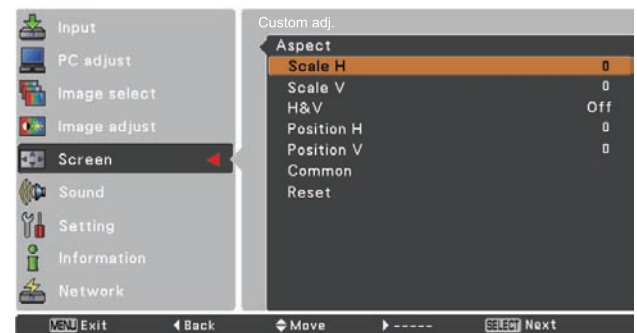 Input
PC adjust
Image select
Image adjust
Screen
Sound
Setting
Information
Network
Custom adj.
Aspect
Scale H 0
Scale V 0
H&V Off
Position H 0
Position V 0
Common
Reset
MENU Exit Back Move ----- SELECT Next